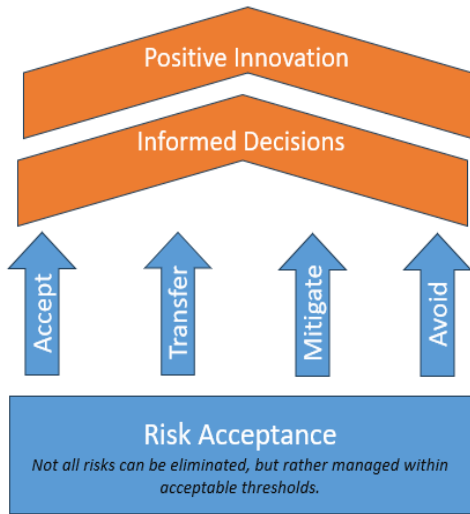 Positive Innovation
Informed Decisions
Accept
Transfer
Mitigate
Avoid
Risk Acceptance
Not all risks can be eliminated, but rather managed within
acceptable thresholds.